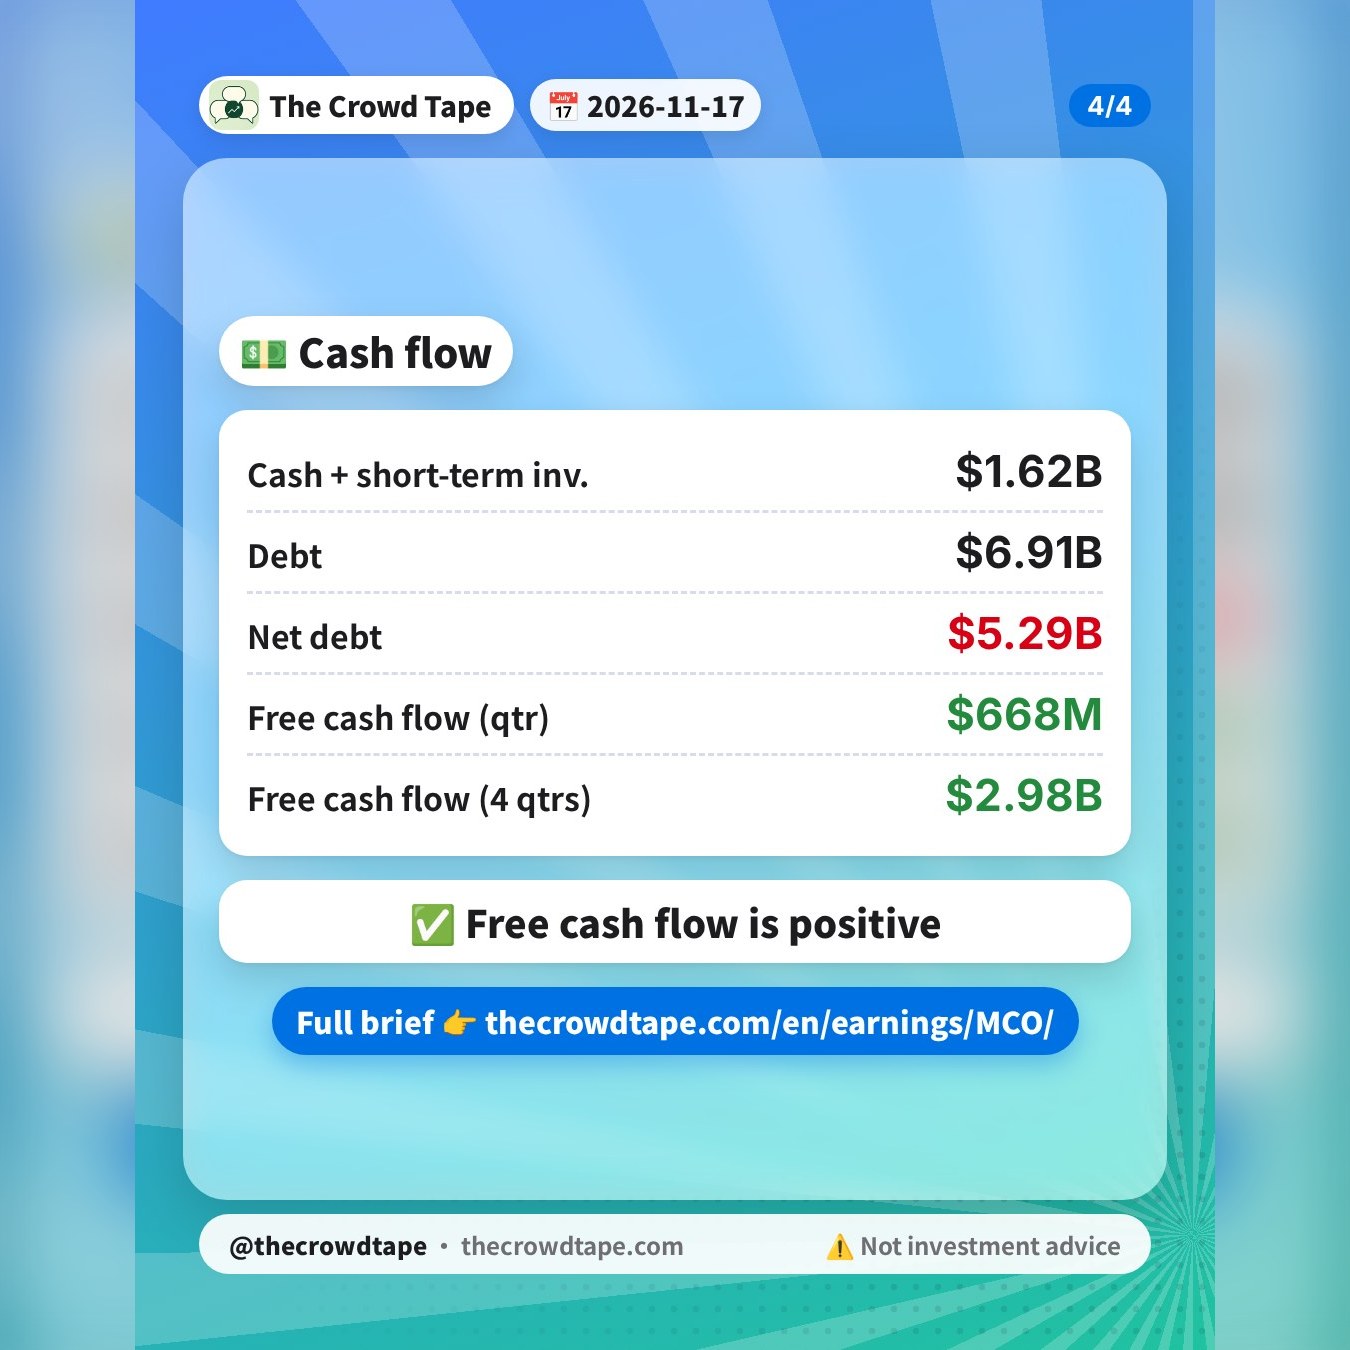 The Crowd Tape
July 17 2026-11-17
4/4
💵 Cash flow
Cash + short-term inv. $1.62B
Debt $6.91B
Net debt $5.29B
Free cash flow (qtr) $668M
Free cash flow (4 qtrs) $2.98B
✅ Free cash flow is positive
Full brief 👉 thecrowdtape.com/en/earnings/MCO/
@thecrowdtape • thecrowdtape.com
⚠️ Not investment advice